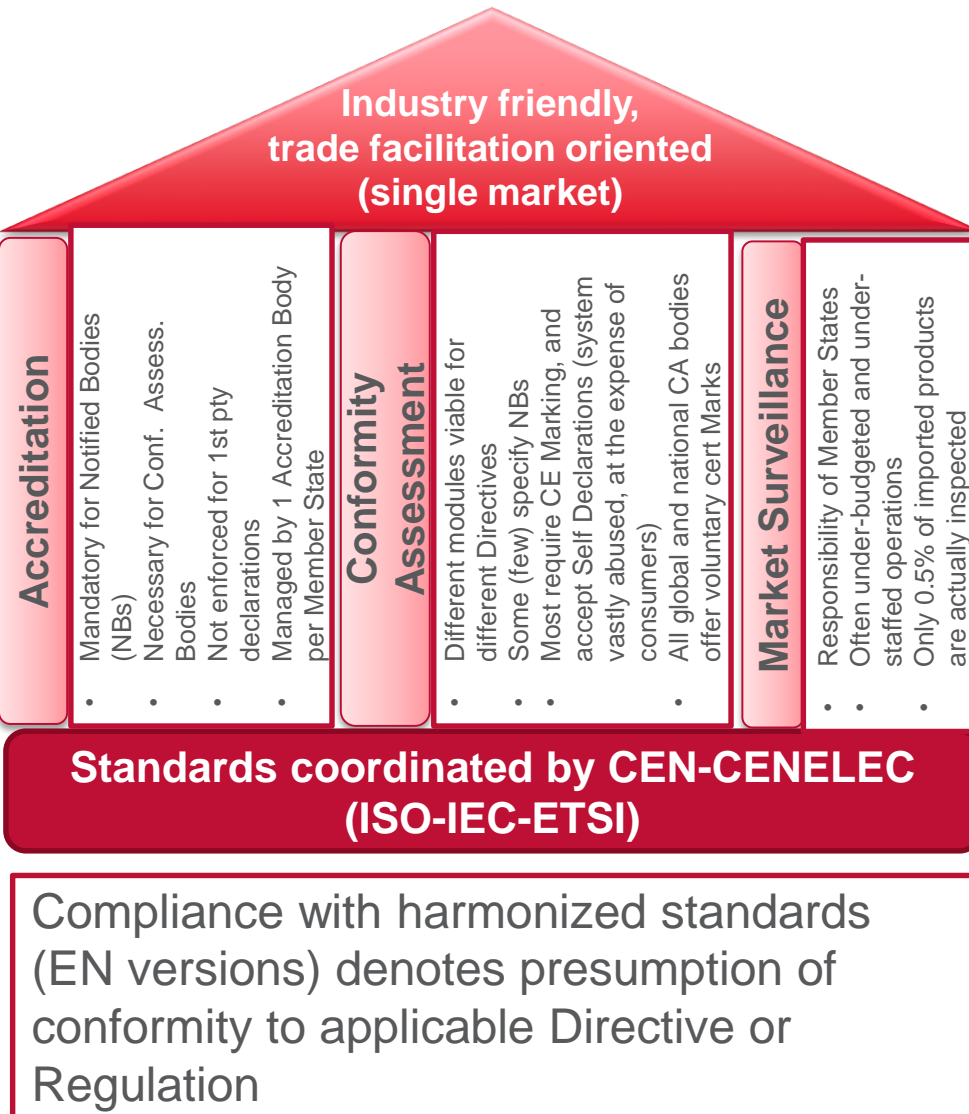 Industry friendly,
trade facilitation oriented
(single market)
Accreditation
• Mandatory for Notified Bodies
(NBs)
• Necessary for Conf. Assess.
Bodies
• Not enforced for 1st pty
declarations
• Managed by 1 Accreditation Body
per Member State
Conformity
Assessment
• Different modules viable for
different Directives
• Some (few) specify NBs
• Most require CE Marking, and
accept Self Declarations (system
vastly abused, at the expense of
consumers)
• All global and national CA bodies
offer voluntary cert Marks
Market Surveillance
• Responsibility of Member States
• Often under-budgeted and under-
staffed operations
• Only 0.5% of imported products
are actually inspected
Standards coordinated by CEN-CENELEC
(ISO-IEC-ETSI)
Compliance with harmonized standards
(EN versions) denotes presumption of
conformity to applicable Directive or
Regulation